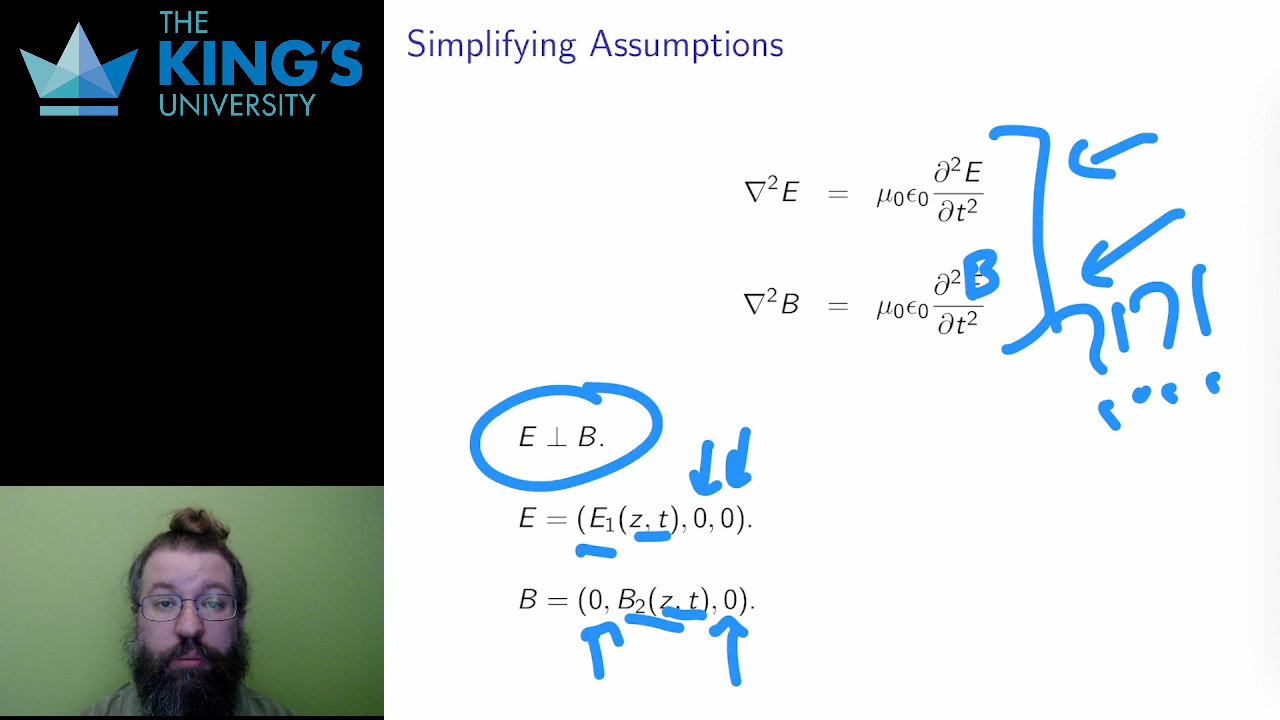 THE
KING'S
UNIVERSITY
Simplifying Assumptions
∇²E = μ₀ϵ₀ ∂²E/∂t²
∇²B = μ₀ϵ₀ ∂²B/∂t²
E ⊥ B.
E = (E₁(z, t), 0, 0).
B = (0, B₂(z, t), 0).